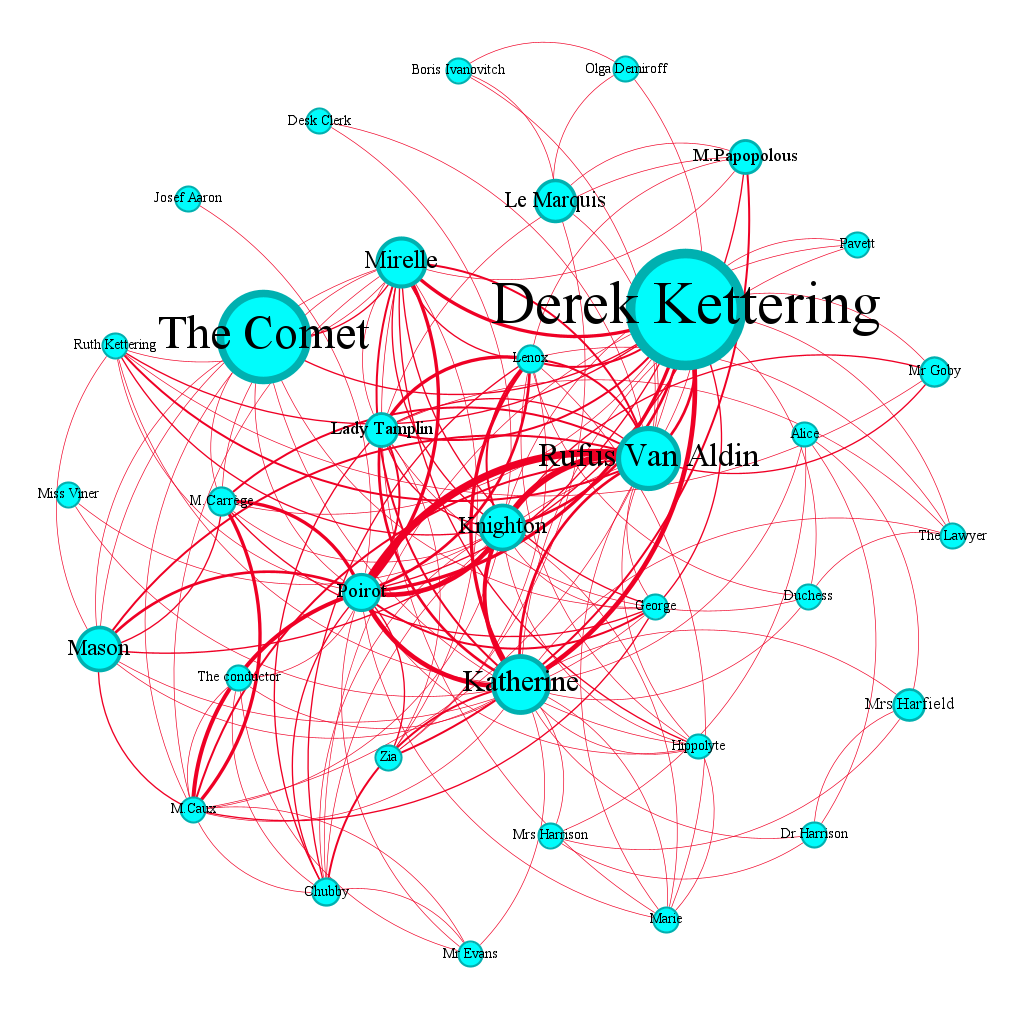 Boris Ivanovitch
Olga Demiroff
Desk Clerk
M.Papopolous
Josef Aaron
Le Marquis
Pavett
Mirelle
Derek Kettering
The Comet
Ruth Kettering
Lenox
Mr Goby
Lady Tamplin
Alice
Rufus Van Aldin
Miss Viner
M.Carrege
Knighton
The Lawyer
Poirot
Duchess
George
Mason
The conductor
Katherine
Mrs Harfield
Hippolyte
Zia
M.Caux
Mrs Harrison
Dr Harrison
Chubby
Marie
Mr Evans